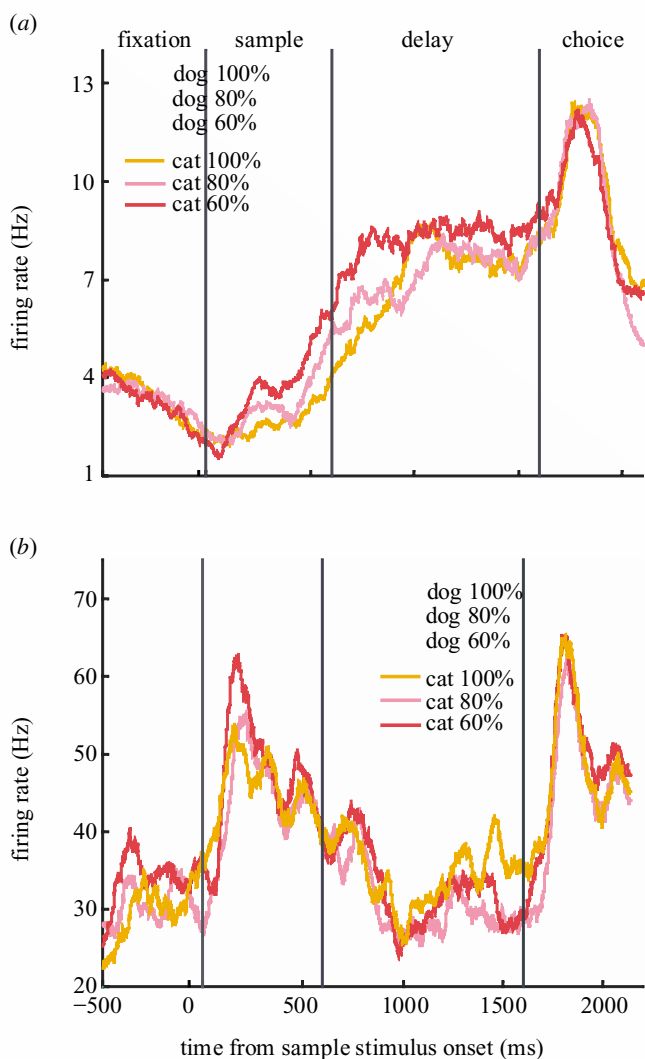 (a)
fixation sample delay choice
dog 100%
dog 80%
dog 60%
cat 100%
cat 80%
cat 60%
13
10
7
4
1
firing rate (Hz)
(b)
dog 100%
dog 80%
dog 60%
cat 100%
cat 80%
cat 60%
70
60
50
40
30
20
firing rate (Hz)
−500 0 500 1000 1500 2000
time from sample stimulus onset (ms)